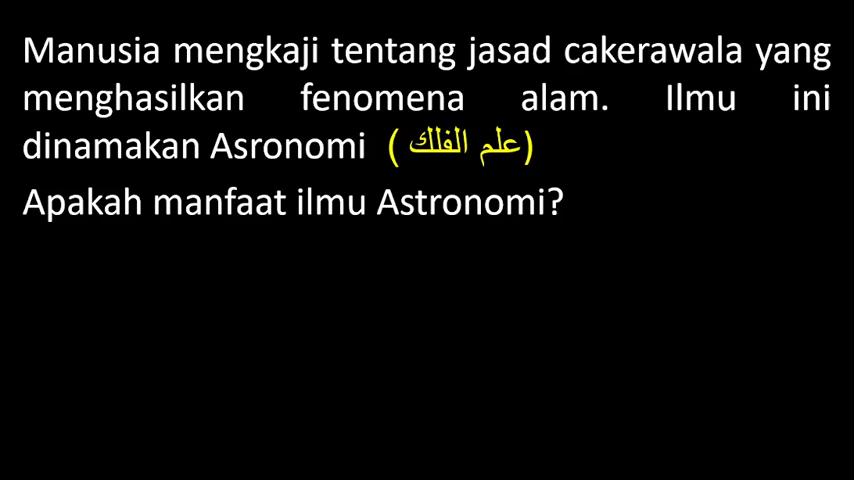 Manusia mengkaji tentang jasad cakerawala yang
menghasilkan fenomena alam. Ilmu ini
dinamakan Asronomi (علم الفلك )
Apakah manfaat ilmu Astronomi?